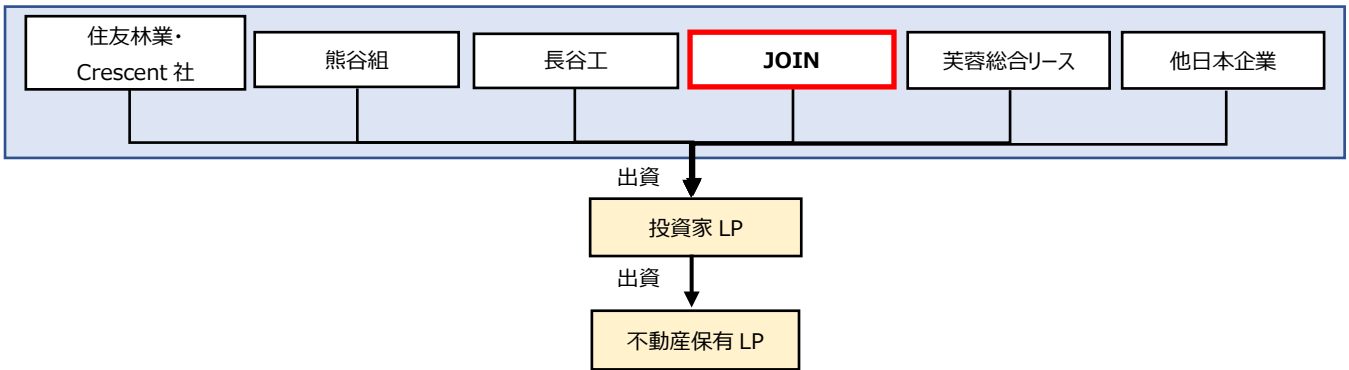 住友林業・
Crescent 社
熊谷組
長谷工
JOIN
芙蓉総合リース
他日本企業
出資
投資家 LP
出資
不動産保有 LP